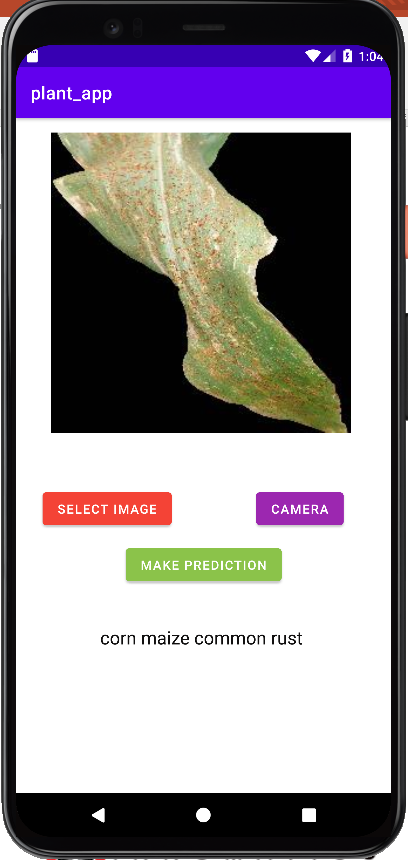 1:04
plant_app
SELECT IMAGE
CAMERA
MAKE PREDICTION
corn maize common rust